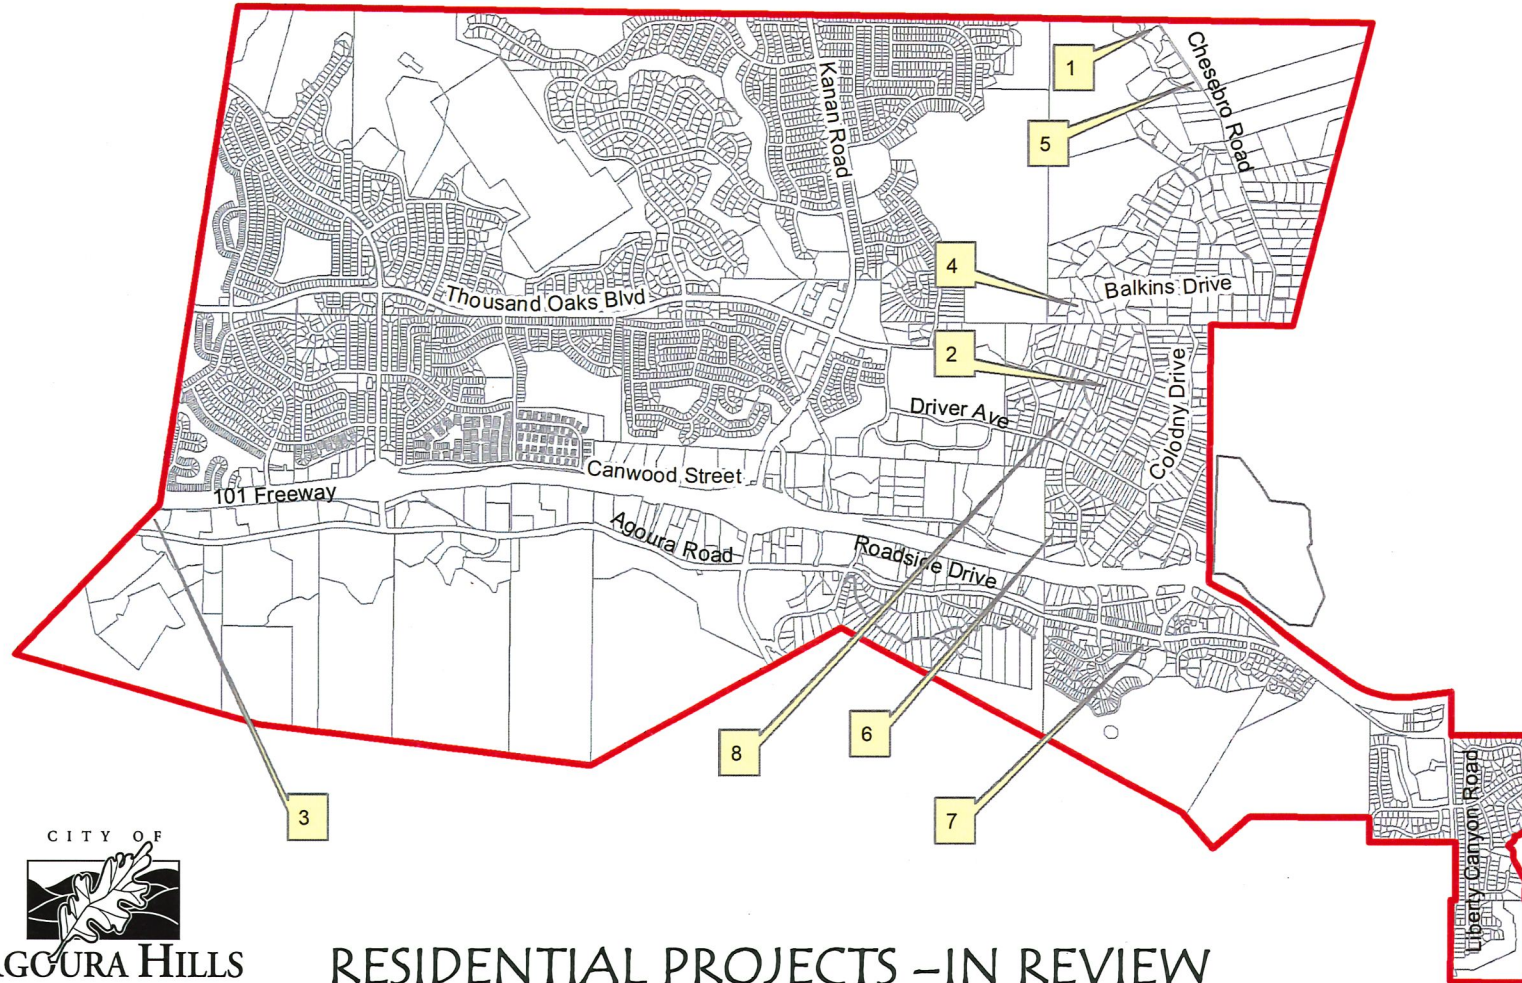 1
Chesebro Road
Kanan Road
5
4
Balkins Drive
Thousand Oaks Blvd
2
Colodny Drive
Driver Ave
Canwood Street
101 Freeway
Agoura Road
Roadside Drive
8
6
7
3
Liberty Canyon Road
CITY OF
AGOURA HILLS
RESIDENTIAL PROJECTS –IN REVIEW